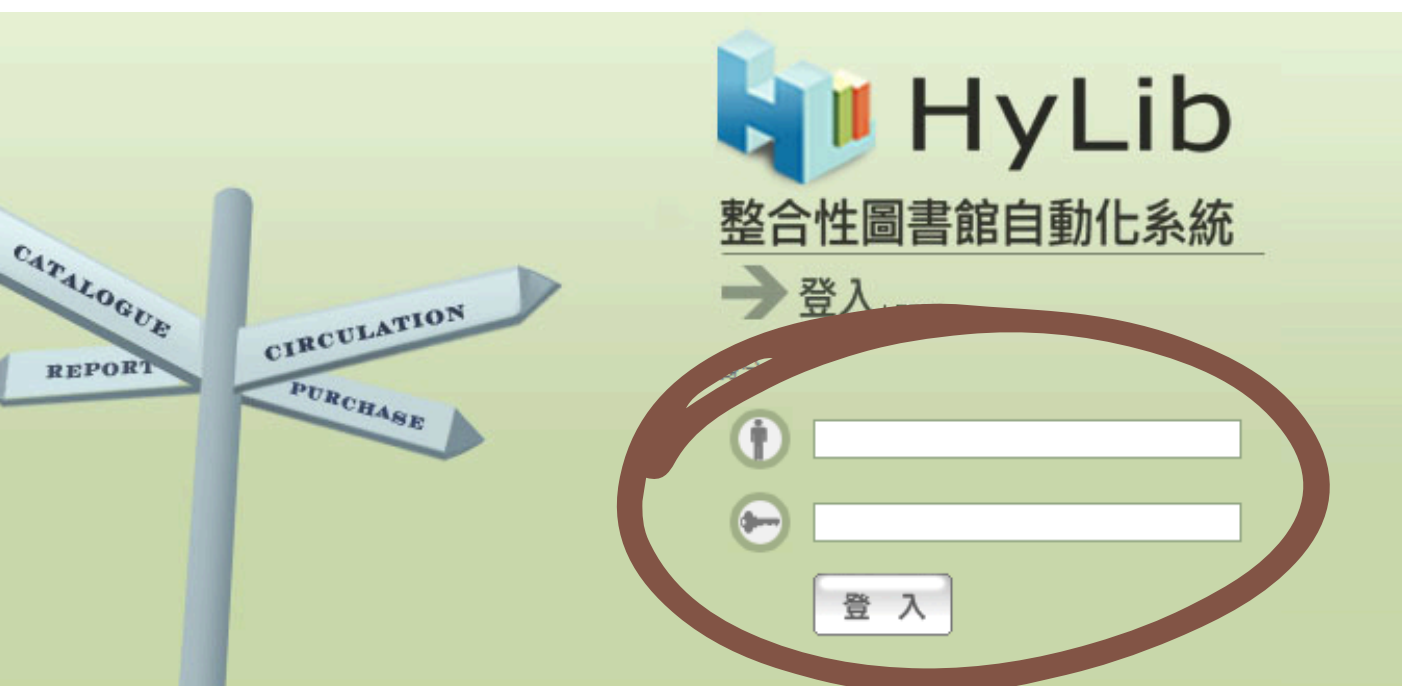 HyLib
整合性圖書館自動化系統
登入
CATALOGUE
CIRCULATION
REPORT
PURCHASE
登 入